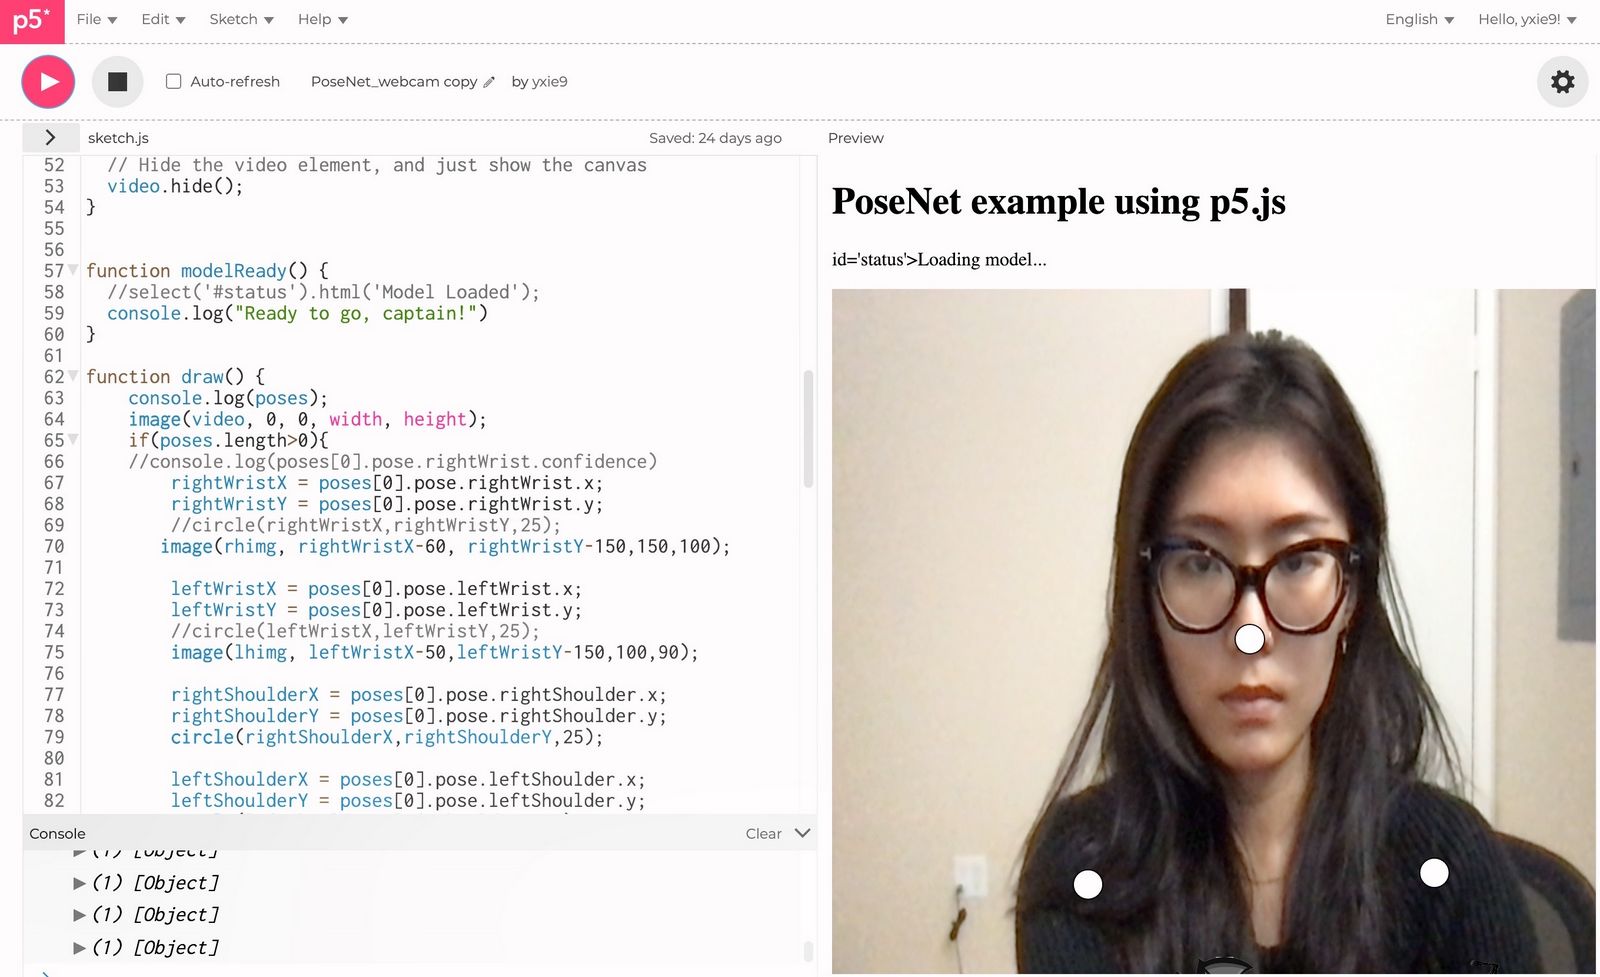 p5* File Edit Sketch Help English Hello, yxie9!
Auto-refresh PoseNet_webcam copy by yxie9
sketch.js Saved: 24 days ago Preview
52 // Hide the video element, and just show the canvas
53 video.hide();
54 }
55
56
57 function modelReady() {
58 //select('#status').html('Model Loaded');
59 console.log("Ready to go, captain!")
60 }
61
62 function draw() {
63 console.log(poses);
64 image(video, 0, 0, width, height);
65 if(poses.length>0){
66 //console.log(poses[0].pose.rightWrist.confidence)
67 rightWristX = poses[0].pose.rightWrist.x;
68 rightWristY = poses[0].pose.rightWrist.y;
69 //circle(rightWristX,rightWristY,25);
70 image(rhimg, rightWristX-60, rightWristY-150,150,100);
71
72 leftWristX = poses[0].pose.leftWrist.x;
73 leftWristY = poses[0].pose.leftWrist.y;
74 //circle(leftWristX,leftWristY,25);
75 image(lhimg, leftWristX-50,leftWristY-150,100,90);
76
77 rightShoulderX = poses[0].pose.rightShoulder.x;
78 rightShoulderY = poses[0].pose.rightShoulder.y;
79 circle(rightShoulderX,rightShoulderY,25);
80
81 leftShoulderX = poses[0].pose.leftShoulder.x;
82 leftShoulderY = poses[0].pose.leftShoulder.y;
Console Clear
(1) [Object]
(1) [Object]
(1) [Object]
(1) [Object]
PoseNet example using p5.js
id='status'>Loading model...